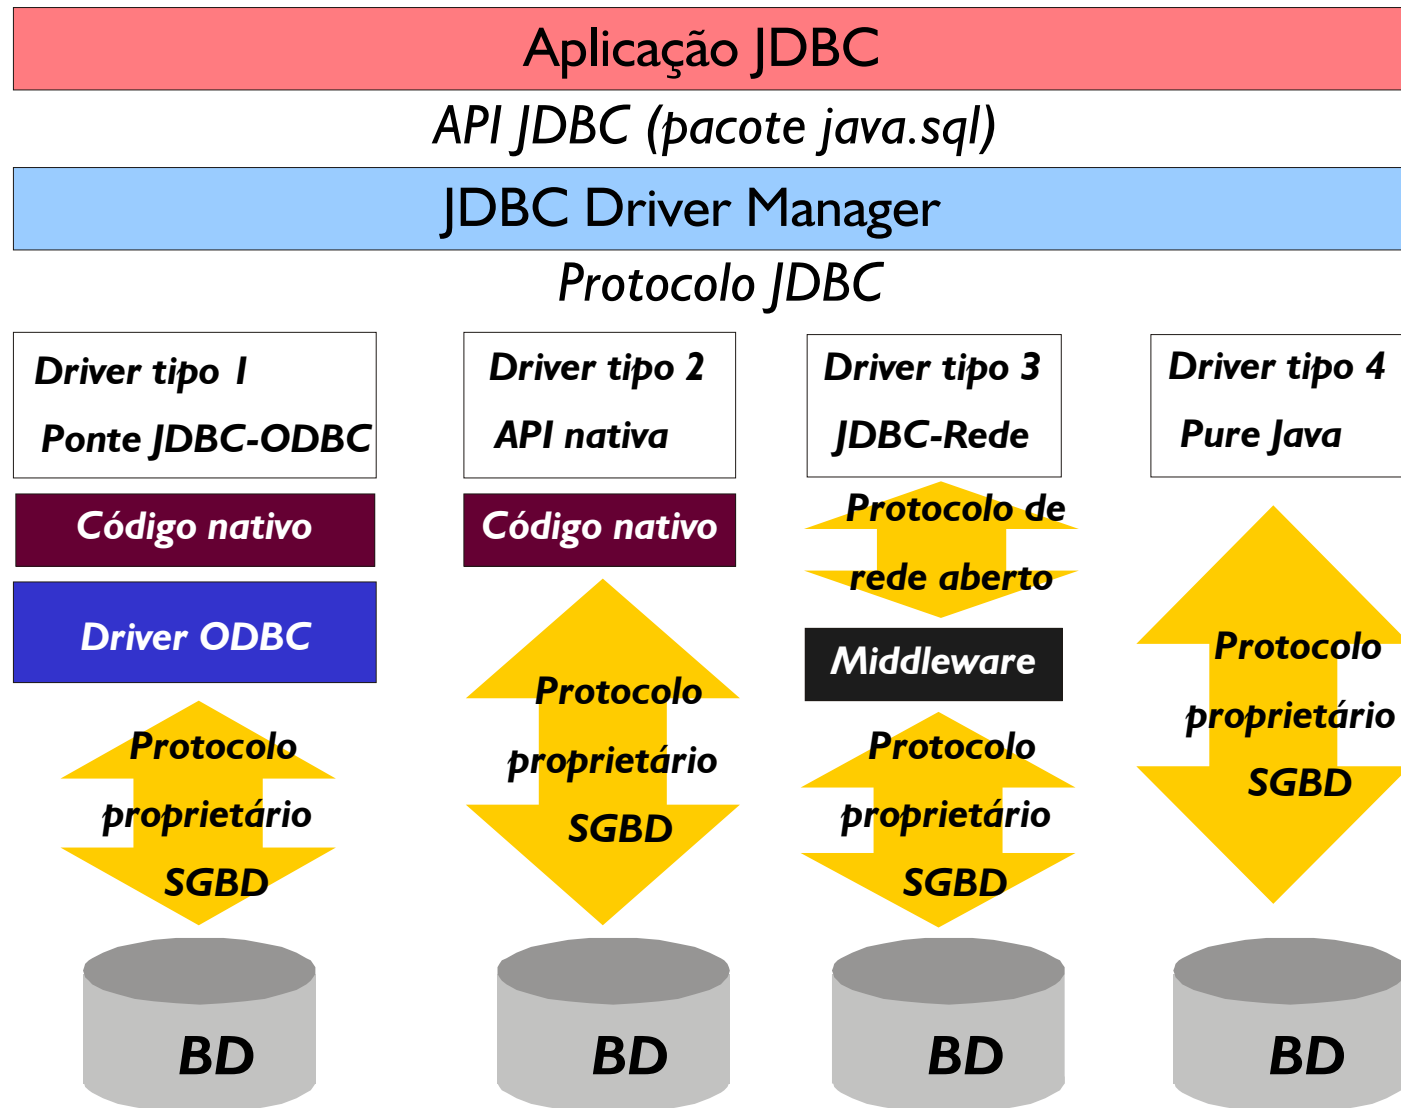 Aplicação JDBC
API JDBC (pacote java.sql)
JDBC Driver Manager
Protocolo JDBC
Driver tipo 1
Ponte JDBC-ODBC
Código nativo
Driver ODBC
Protocolo
proprietário
SGBD
BD
Driver tipo 2
API nativa
Código nativo
Protocolo
proprietário
SGBD
BD
Driver tipo 3
JDBC-Rede
Protocolo de
rede aberto
Middleware
Protocolo
proprietário
SGBD
BD
Driver tipo 4
Pure Java
Protocolo
proprietário
SGBD
BD